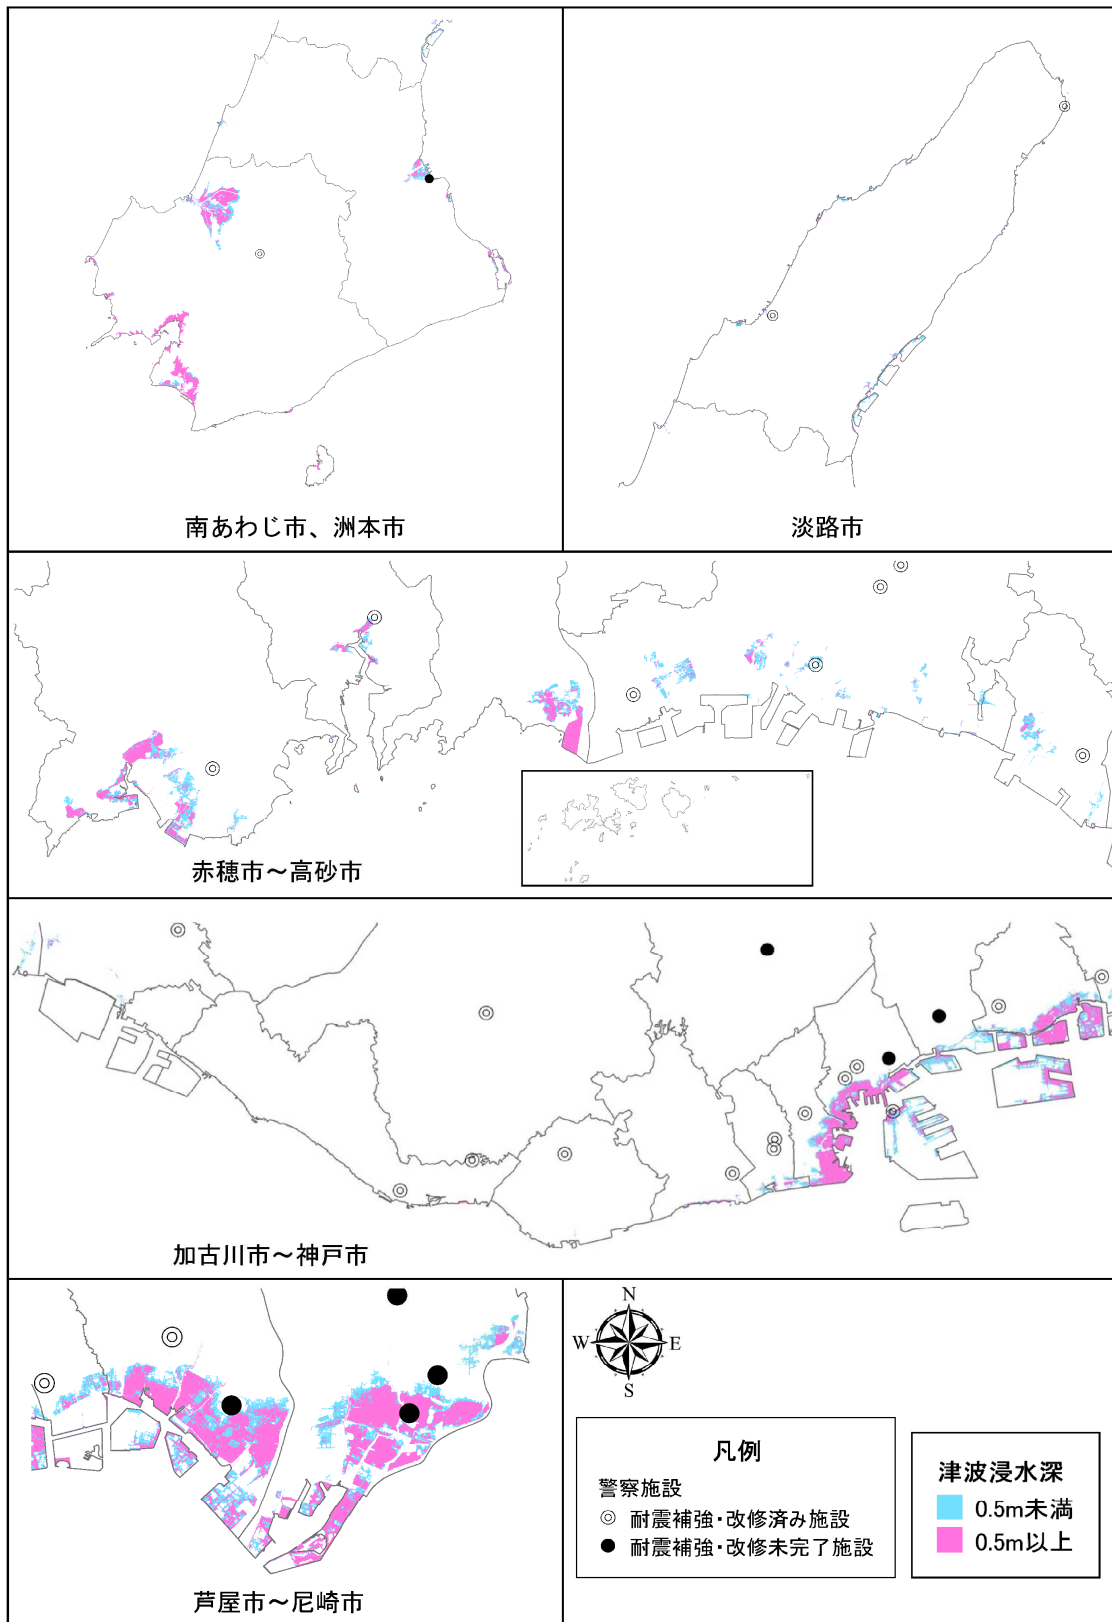 南あわじ市、洲本市
淡路市
赤穂市～高砂市
加古川市～神戸市
芦屋市～尼崎市
N
W
E
S
凡例
警察施設
耐震補強・改修済み施設
耐震補強・改修未完了施設
津波浸水深
0.5m未満
0.5m以上